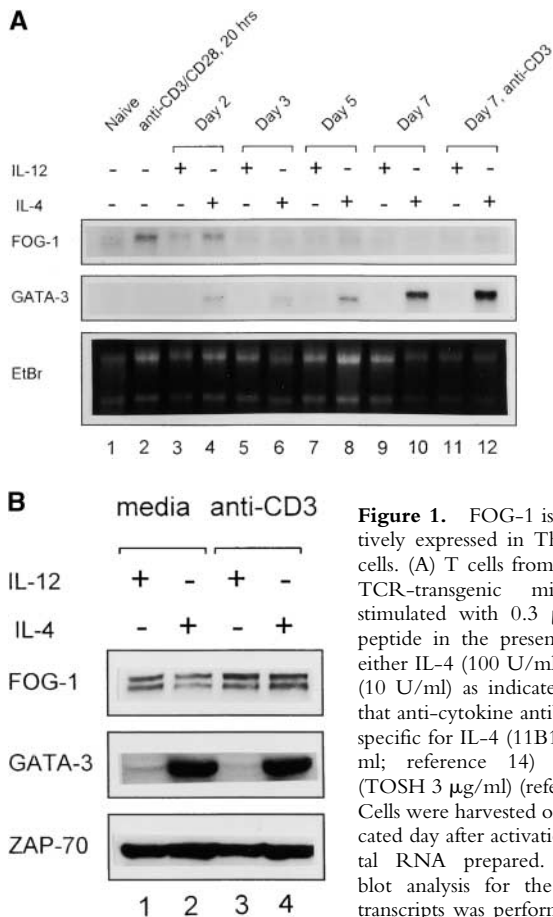 A
Naive
anti-CD3/CD28, 20 hrs
Day 2
Day 3
Day 5
Day 7
Day 7, anti-CD3
IL-12 - - + - + - + - + - + -
IL-4 - - - + - + - + - + - +
FOG-1
GATA-3
EtBr
1 2 3 4 5 6 7 8 9 10 11 12
B
media anti-CD3
IL-12 + - + -
IL-4 - + - +
FOG-1
GATA-3
ZAP-70
1 2 3 4
Figure 1. FOG-1 is
tively expressed in Th
cells. (A) T cells from
TCR-transgenic mi
stimulated with 0.3
peptide in the presen
either IL-4 (100 U/ml
(10 U/ml) as indicate
that anti-cytokine antib
specific for IL-4 (11B1
ml; reference 14)
(TOSH 3 μg/ml) (refe
Cells were harvested o
cated day after activatio
tal RNA prepared.
blot analysis for the
transcripts was perform